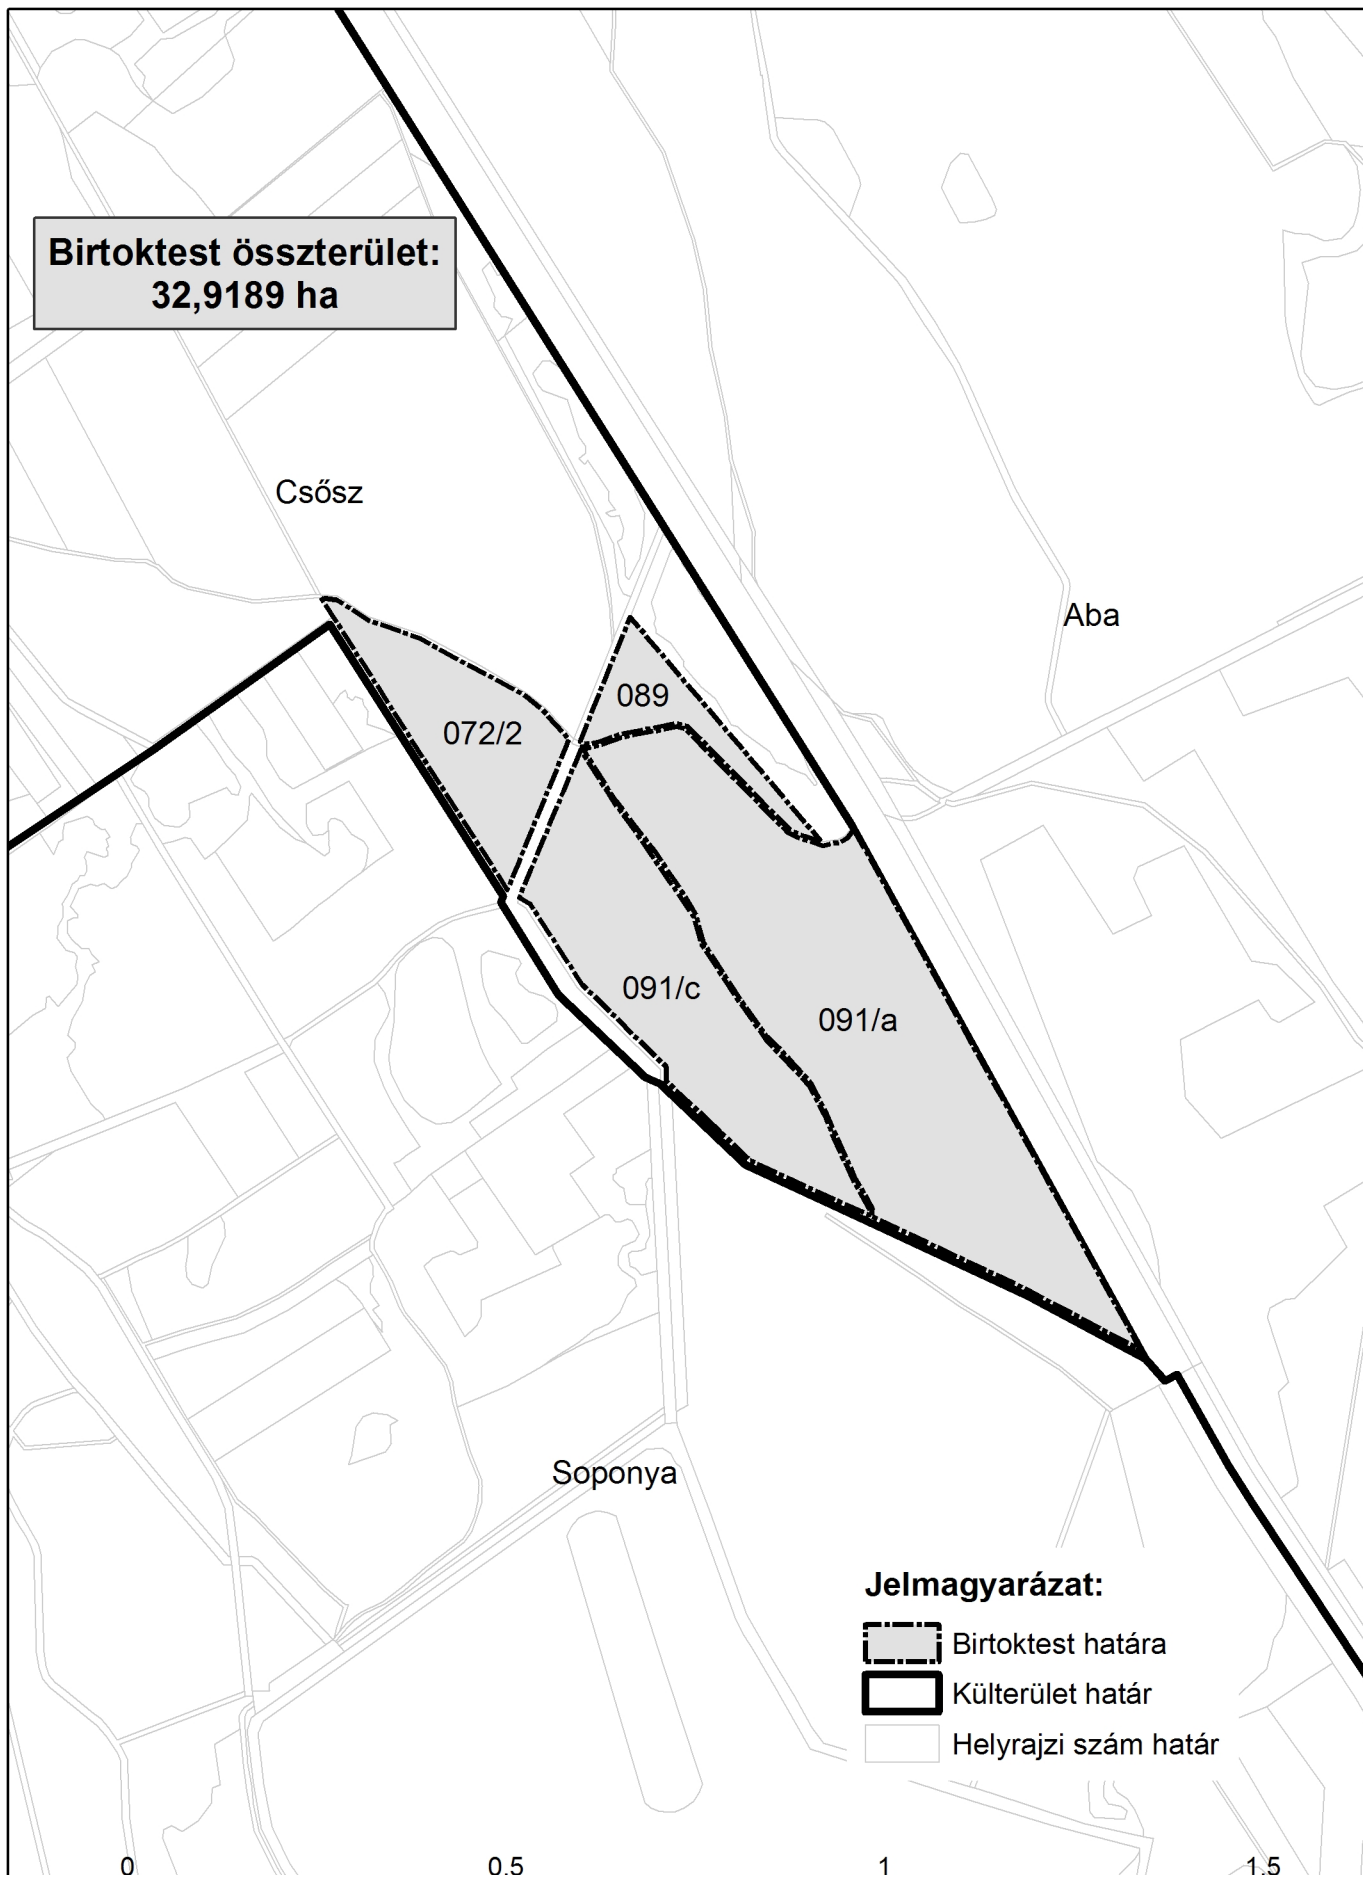 Birtoktest összterület:
32,9189 ha
Csősz
Aba
089
072/2
091/c
091/a
Soponya
Jelmagyarázat:
Birtoktest határa
Külterület határ
Helyrajzi szám határ
0 0,5 1 1,5